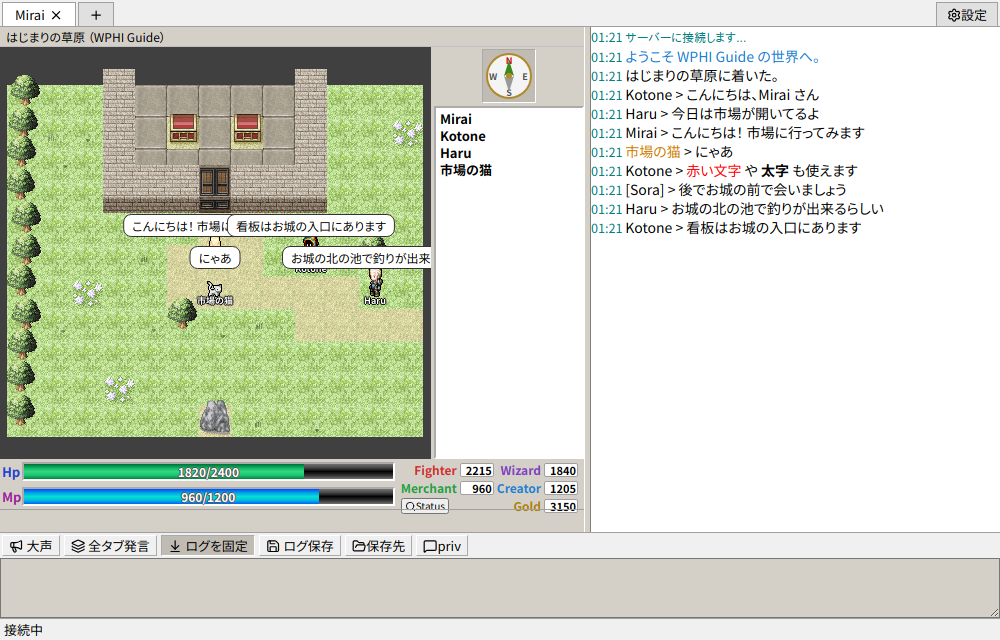 Mirai ×
+
設定
はじまりの草原 (WPHI Guide)
N
W E
S
こんにちは! 市場に
看板はお城の入口にあります
にゃあ
お城の北の池で釣りが出来
Kotone
市場の猫
Haru
Mirai
Kotone
Haru
市場の猫
Hp 1820/2400
Mp 960/1200
Fighter 2215 Wizard 1840
Merchant 960 Creator 1205
Status Gold 3150
01:21 サーバーに接続します...
01:21 ようこそ WPHI Guide の世界へ。
01:21 はじまりの草原に着いた。
01:21 Kotone > こんにちは、Mirai さん
01:21 Haru > 今日は市場が開いてるよ
01:21 Mirai > こんにちは! 市場に行ってみます
01:21 市場の猫 > にゃあ
01:21 Kotone > 赤い文字 や 太字 も使えます
01:21 [Sora] > 後でお城の前で会いましょう
01:21 Haru > お城の北の池で釣りが出来るらしい
01:21 Kotone > 看板はお城の入口にあります
大声 全タブ発言 ログを固定 ログ保存 保存先 priv
接続中